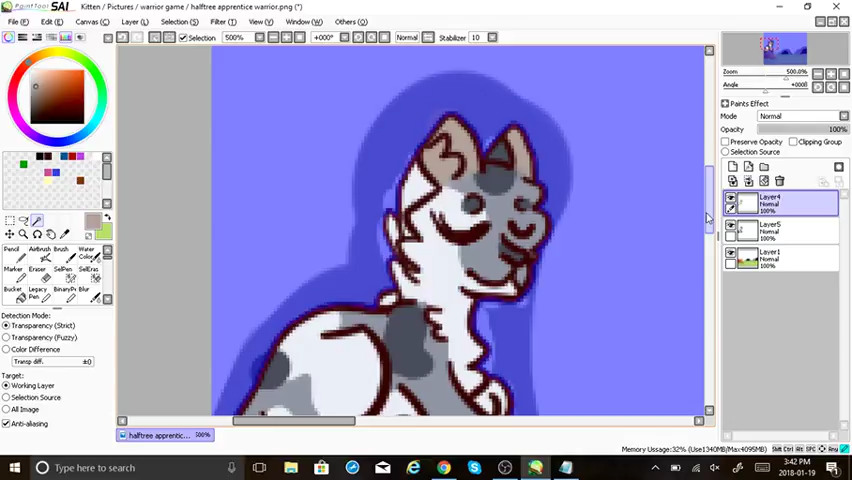 PaintTool SAI Kitten / Pictures / warrior game / halftree apprentice warrior.png (*)
File (F) Edit (E) Canvas (C) Layer (L) Selection (S) Filter (T) View (V) Window (W) Others (O)
Selection 500% +000° Normal Stabilizer 10
Zoom 500.0%
Angle +000
Paints Effect
Mode Normal
Opacity 100%
Preserve Opacity Clipping Group
Selection Source
Layer4
Normal
100%
Layer5
Normal
100%
Layer1
Normal
100%
Pencil AirBrush Brush Water Color
Marker Eraser SelPen SelEras
Bucket Legacy Pen BinaryPen
Detection Mode:
Transparency (Strict)
Transparency (Fuzzy)
Color Difference
Transp diff. ±0
Target:
Working Layer
Selection Source
All Image
Anti-aliasing
halftree apprentic... 500%
Memory Usage:32% (Use1340MB/Max4095MB)
Shift Ctrl Alt SPC Any
Type here to search
3:42 PM
2018-01-19